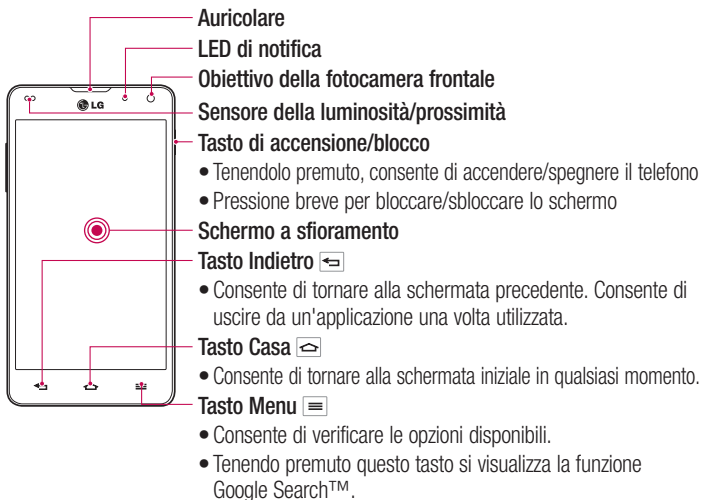 Auricolare
LED di notifica
Obiettivo della fotocamera frontale
LG
Sensore della luminosità/prossimità
Tasto di accensione/blocco
• Tenendolo premuto, consente di accendere/spegnere il telefono
• Pressione breve per bloccare/sbloccare lo schermo
Schermo a sfioramento
Tasto Indietro
• Consente di tornare alla schermata precedente. Consente di
uscire da un'applicazione una volta utilizzata.
Tasto Casa
• Consente di tornare alla schermata iniziale in qualsiasi momento.
Tasto Menu
• Consente di verificare le opzioni disponibili.
• Tenendo premuto questo tasto si visualizza la funzione
Google Search™.